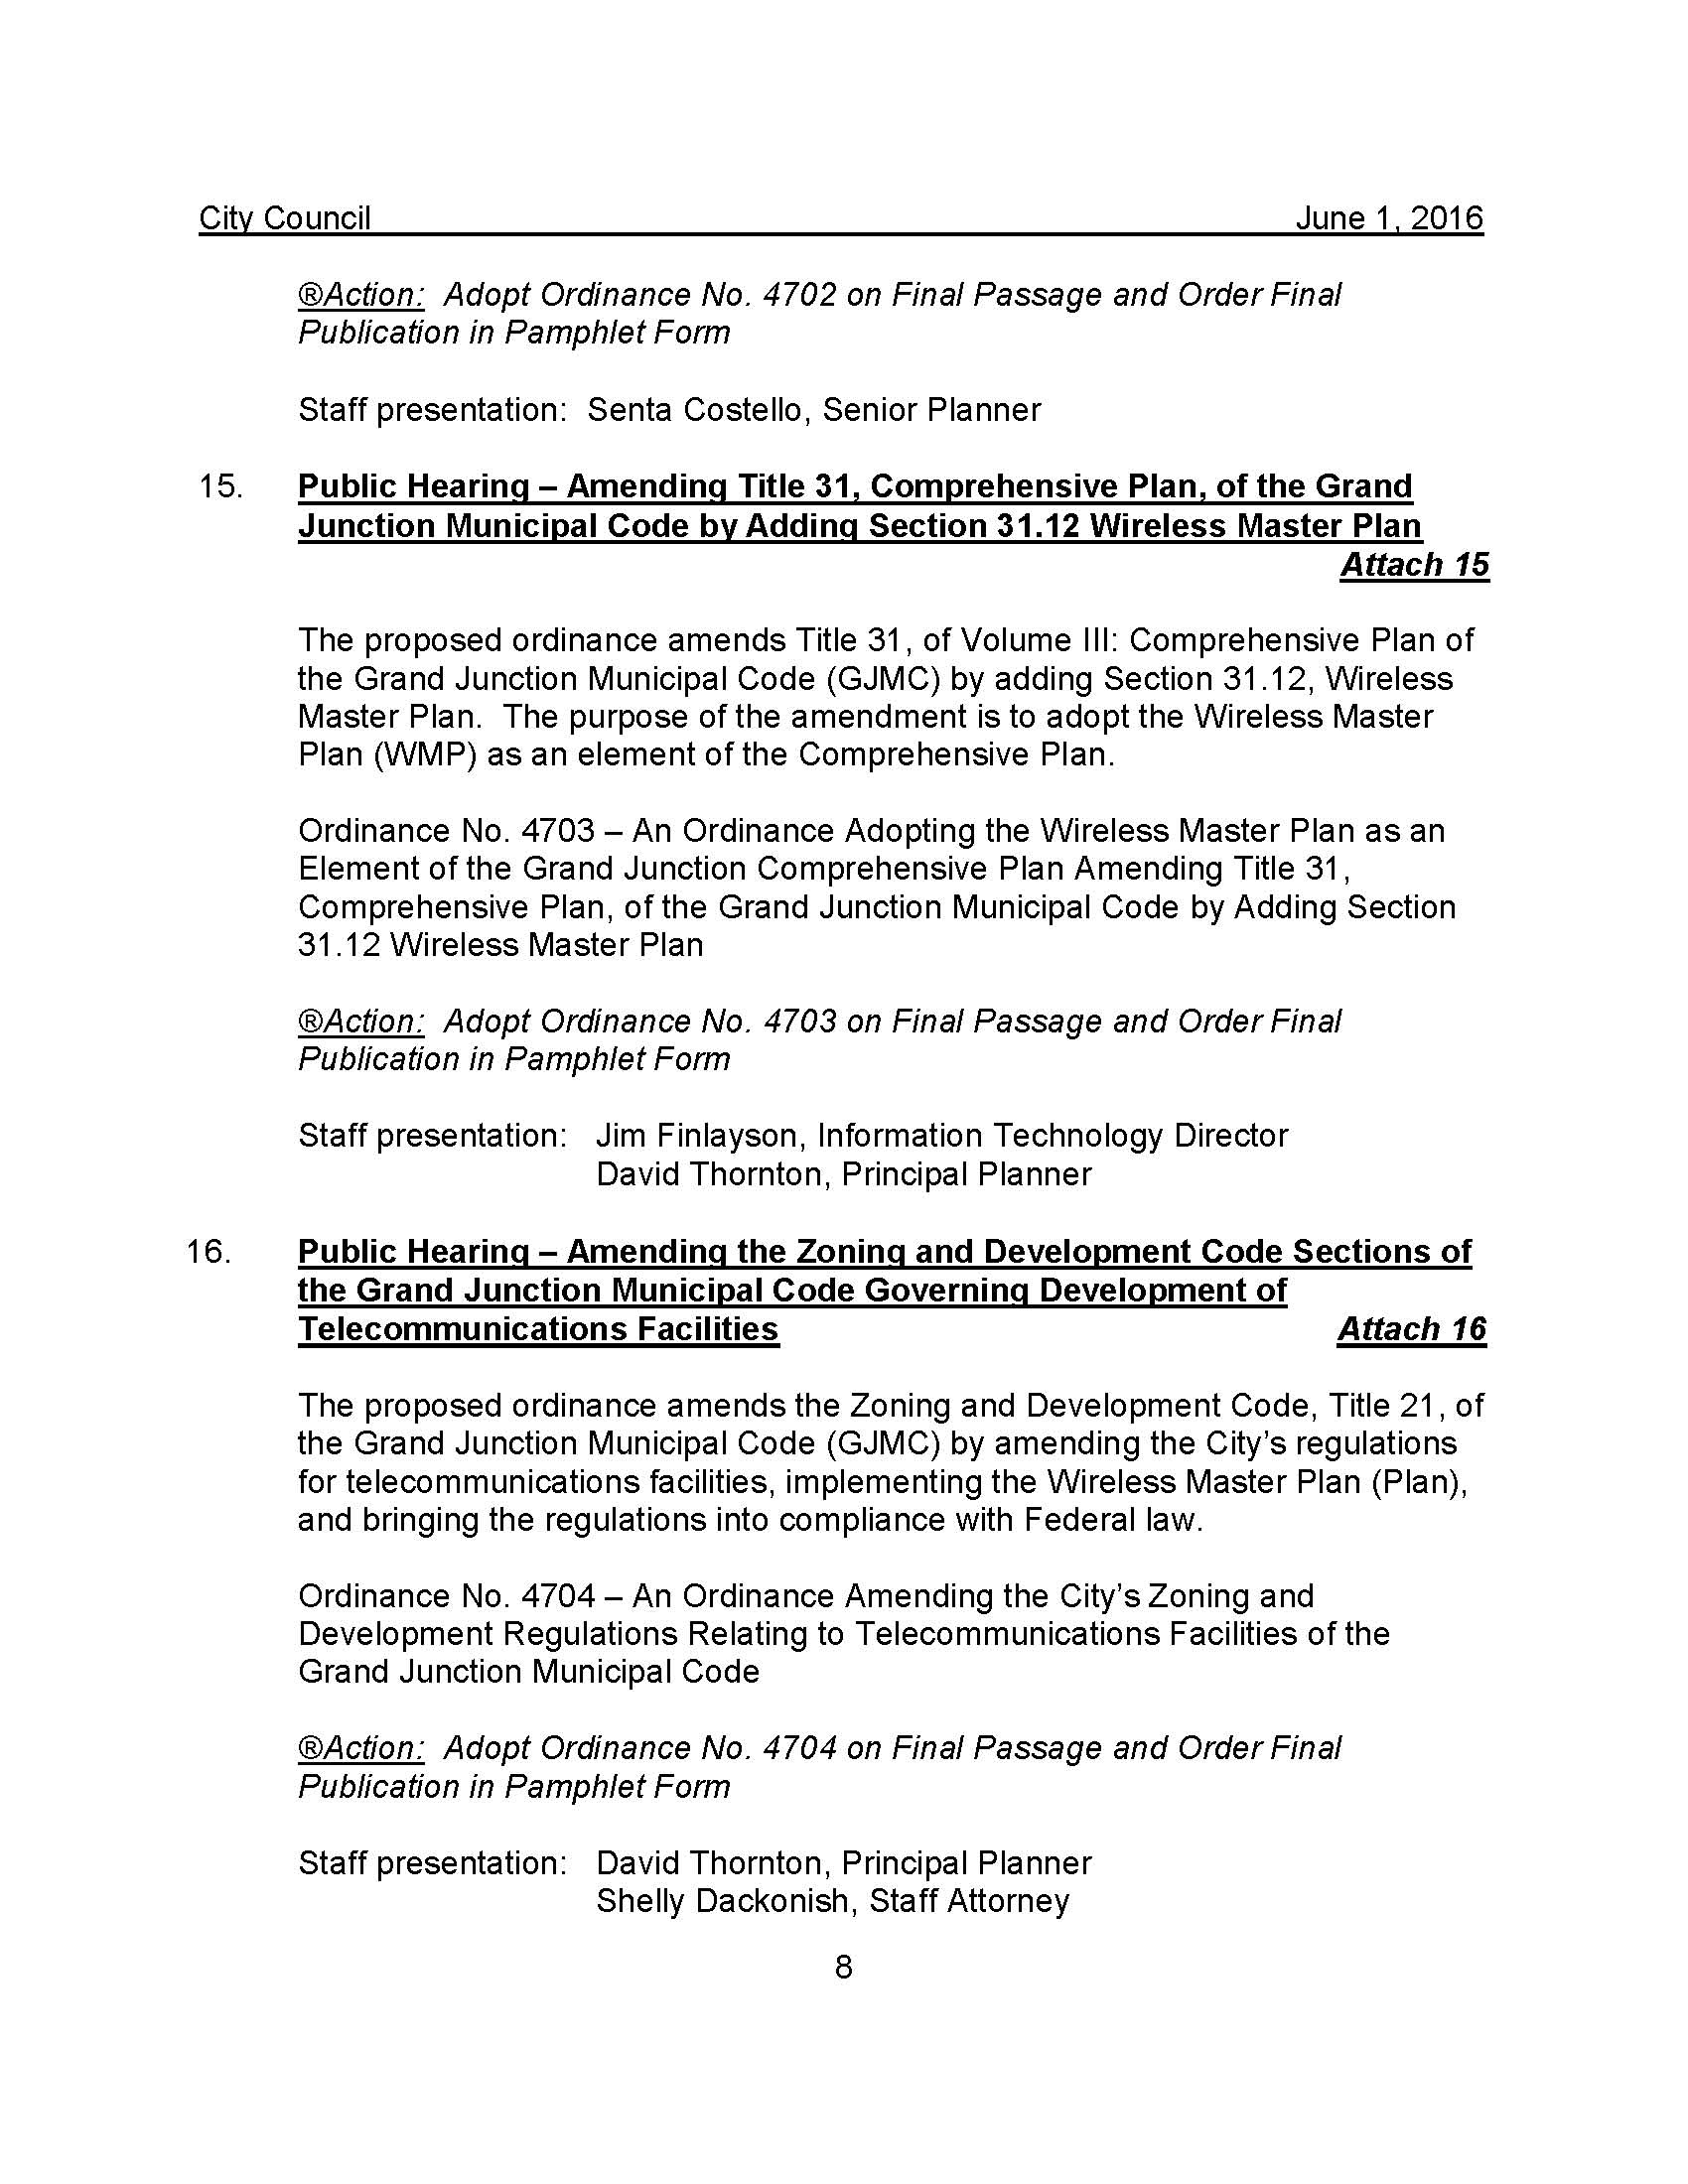 City Council June 1, 2016
®Action: Adopt Ordinance No. 4702 on Final Passage and Order Final
Publication in Pamphlet Form
Staff presentation: Senta Costello, Senior Planner
15. Public Hearing – Amending Title 31, Comprehensive Plan, of the Grand
Junction Municipal Code by Adding Section 31.12 Wireless Master Plan
Attach 15
The proposed ordinance amends Title 31, of Volume III: Comprehensive Plan of
the Grand Junction Municipal Code (GJMC) by adding Section 31.12, Wireless
Master Plan. The purpose of the amendment is to adopt the Wireless Master
Plan (WMP) as an element of the Comprehensive Plan.
Ordinance No. 4703 – An Ordinance Adopting the Wireless Master Plan as an
Element of the Grand Junction Comprehensive Plan Amending Title 31,
Comprehensive Plan, of the Grand Junction Municipal Code by Adding Section
31.12 Wireless Master Plan
®Action: Adopt Ordinance No. 4703 on Final Passage and Order Final
Publication in Pamphlet Form
Staff presentation: Jim Finlayson, Information Technology Director
David Thornton, Principal Planner
16. Public Hearing – Amending the Zoning and Development Code Sections of
the Grand Junction Municipal Code Governing Development of
Telecommunications Facilities Attach 16
The proposed ordinance amends the Zoning and Development Code, Title 21, of
the Grand Junction Municipal Code (GJMC) by amending the City’s regulations
for telecommunications facilities, implementing the Wireless Master Plan (Plan),
and bringing the regulations into compliance with Federal law.
Ordinance No. 4704 – An Ordinance Amending the City’s Zoning and
Development Regulations Relating to Telecommunications Facilities of the
Grand Junction Municipal Code
®Action: Adopt Ordinance No. 4704 on Final Passage and Order Final
Publication in Pamphlet Form
Staff presentation: David Thornton, Principal Planner
Shelly Dackonish, Staff Attorney
8